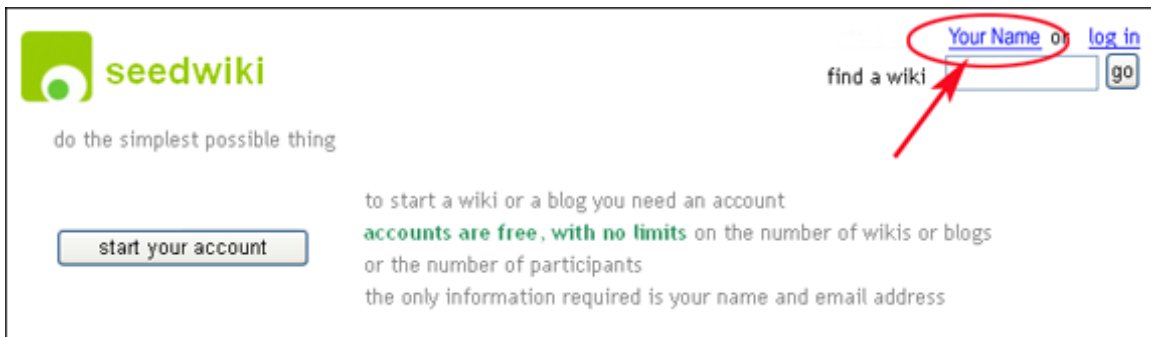 Your Name or log in
seedwiki
find a wiki go
do the simplest possible thing
to start a wiki or a blog you need an account
start your account
accounts are free, with no limits on the number of wikis or blogs
or the number of participants
the only information required is your name and email address